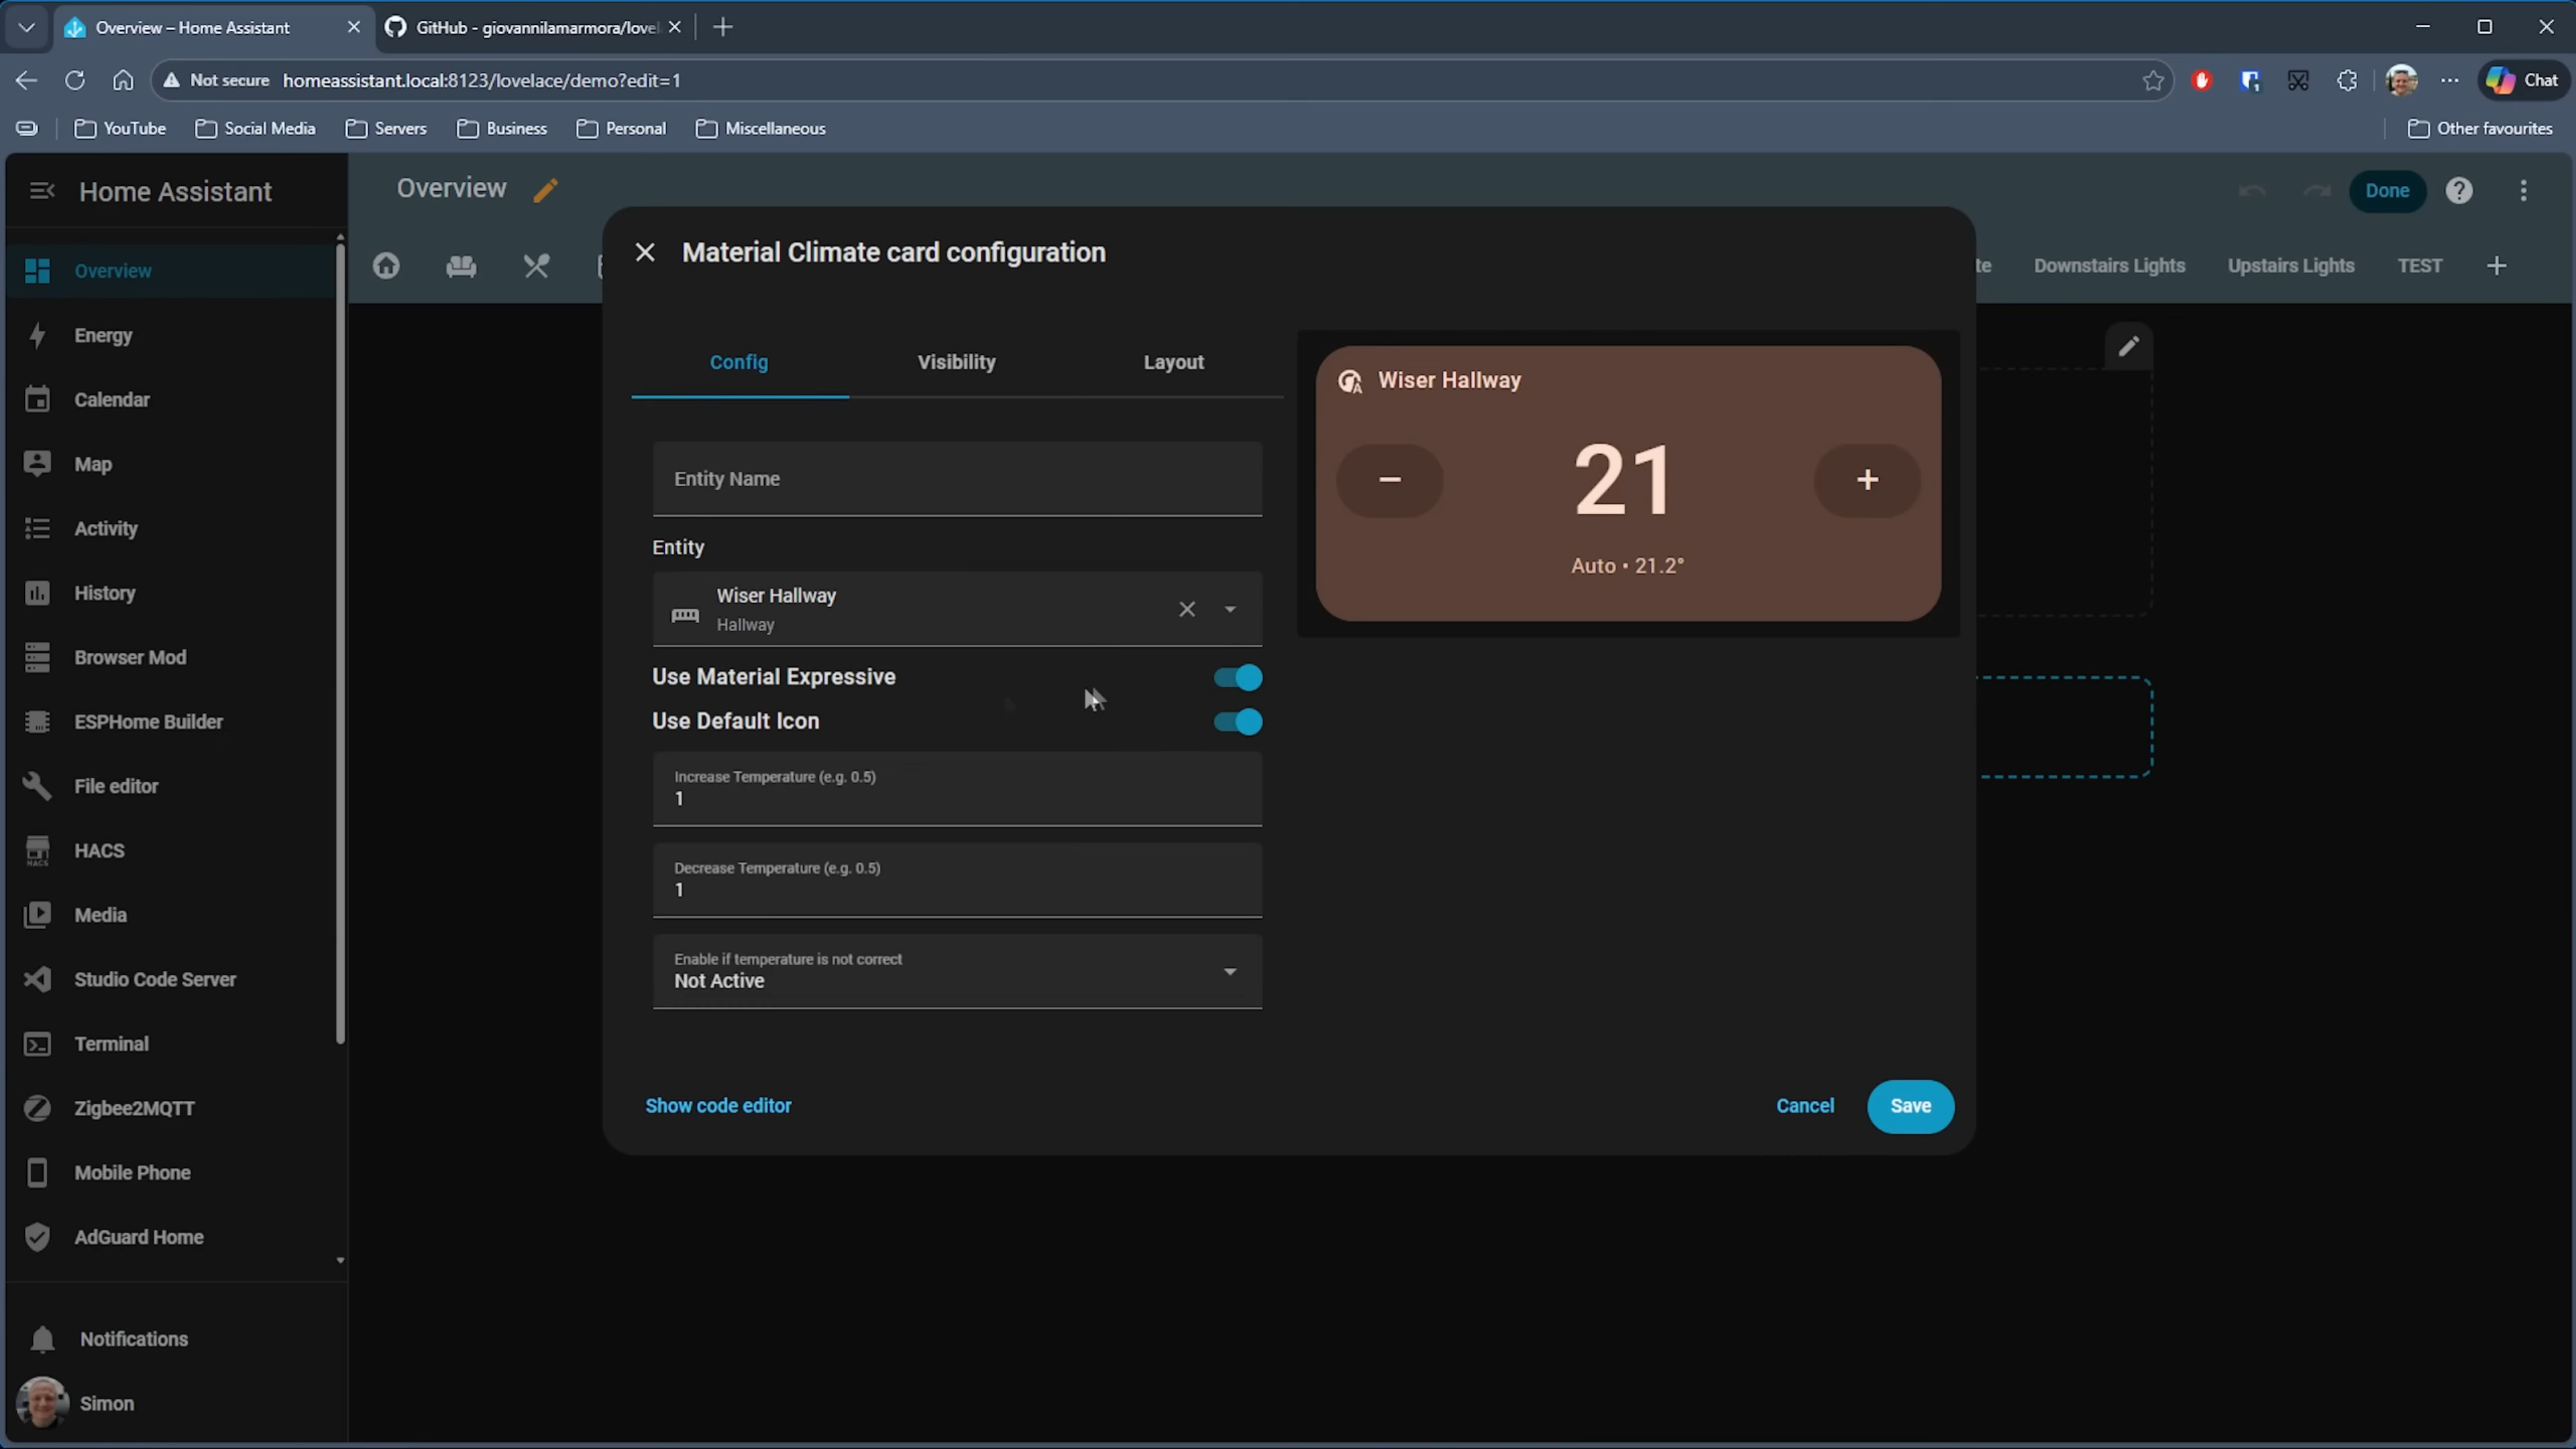 Overview – Home Assistant
GitHub - giovannilamarmora/lovel
Not secure homeassistant.local:8123/lovelace/demo?edit=1
Chat
YouTube
Social Media
Servers
Business
Personal
Miscellaneous
Other favourites
Home Assistant
Overview
Done
Overview
Energy
Calendar
Map
Activity
History
Browser Mod
ESPHome Builder
File editor
HACS
HACS
Media
Studio Code Server
Terminal
Zigbee2MQTT
Mobile Phone
AdGuard Home
Notifications
Simon
te
Downstairs Lights
Upstairs Lights
TEST
Material Climate card configuration
Config
Visibility
Layout
Entity Name
Entity
Wiser Hallway
Hallway
Use Material Expressive
Use Default Icon
Increase Temperature (e.g. 0.5)
1
Decrease Temperature (e.g. 0.5)
1
Enable if temperature is not correct
Not Active
Show code editor
Cancel
Save
A Wiser Hallway
− 21 +
Auto • 21.2°